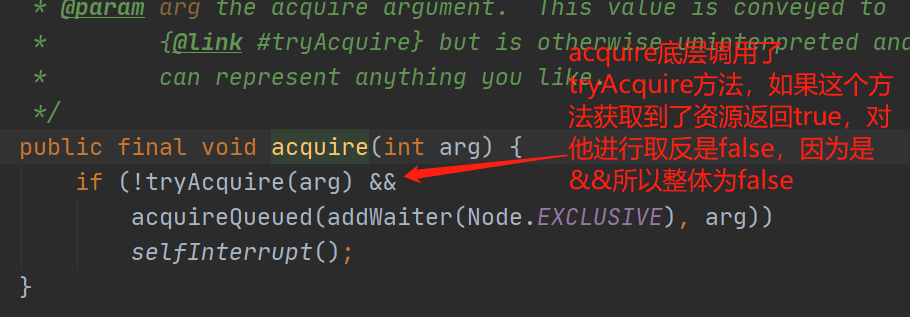 * @param arg the acquire argument.  This value is conveyed to
*        {@link #tryAcquire} but is otherwise uninterpreted and
*        can represent anything you like.
*/
public final void acquire(int arg) {
    if (!tryAcquire(arg) &&
        acquireQueued(addWaiter(Node.EXCLUSIVE), arg))
        selfInterrupt();
}
acquire底层调用了
tryAcquire方法，如果这个方
法获取到了资源返回true，对
他进行取反是false，因为是
&&所以整体为false